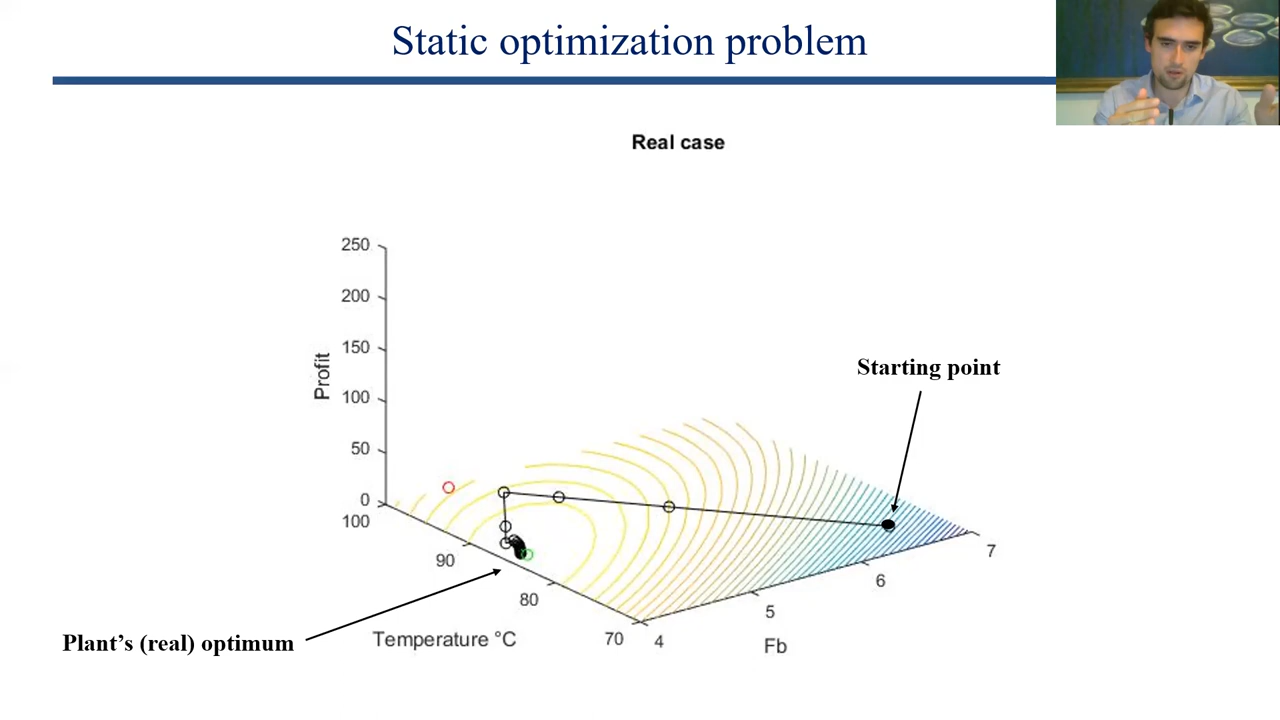 Static optimization problem
Real case
250
200
150
100
50
0
Profit
Starting point
100
90
80
70
Temperature °C
4
5
6
7
Fb
Plant's (real) optimum